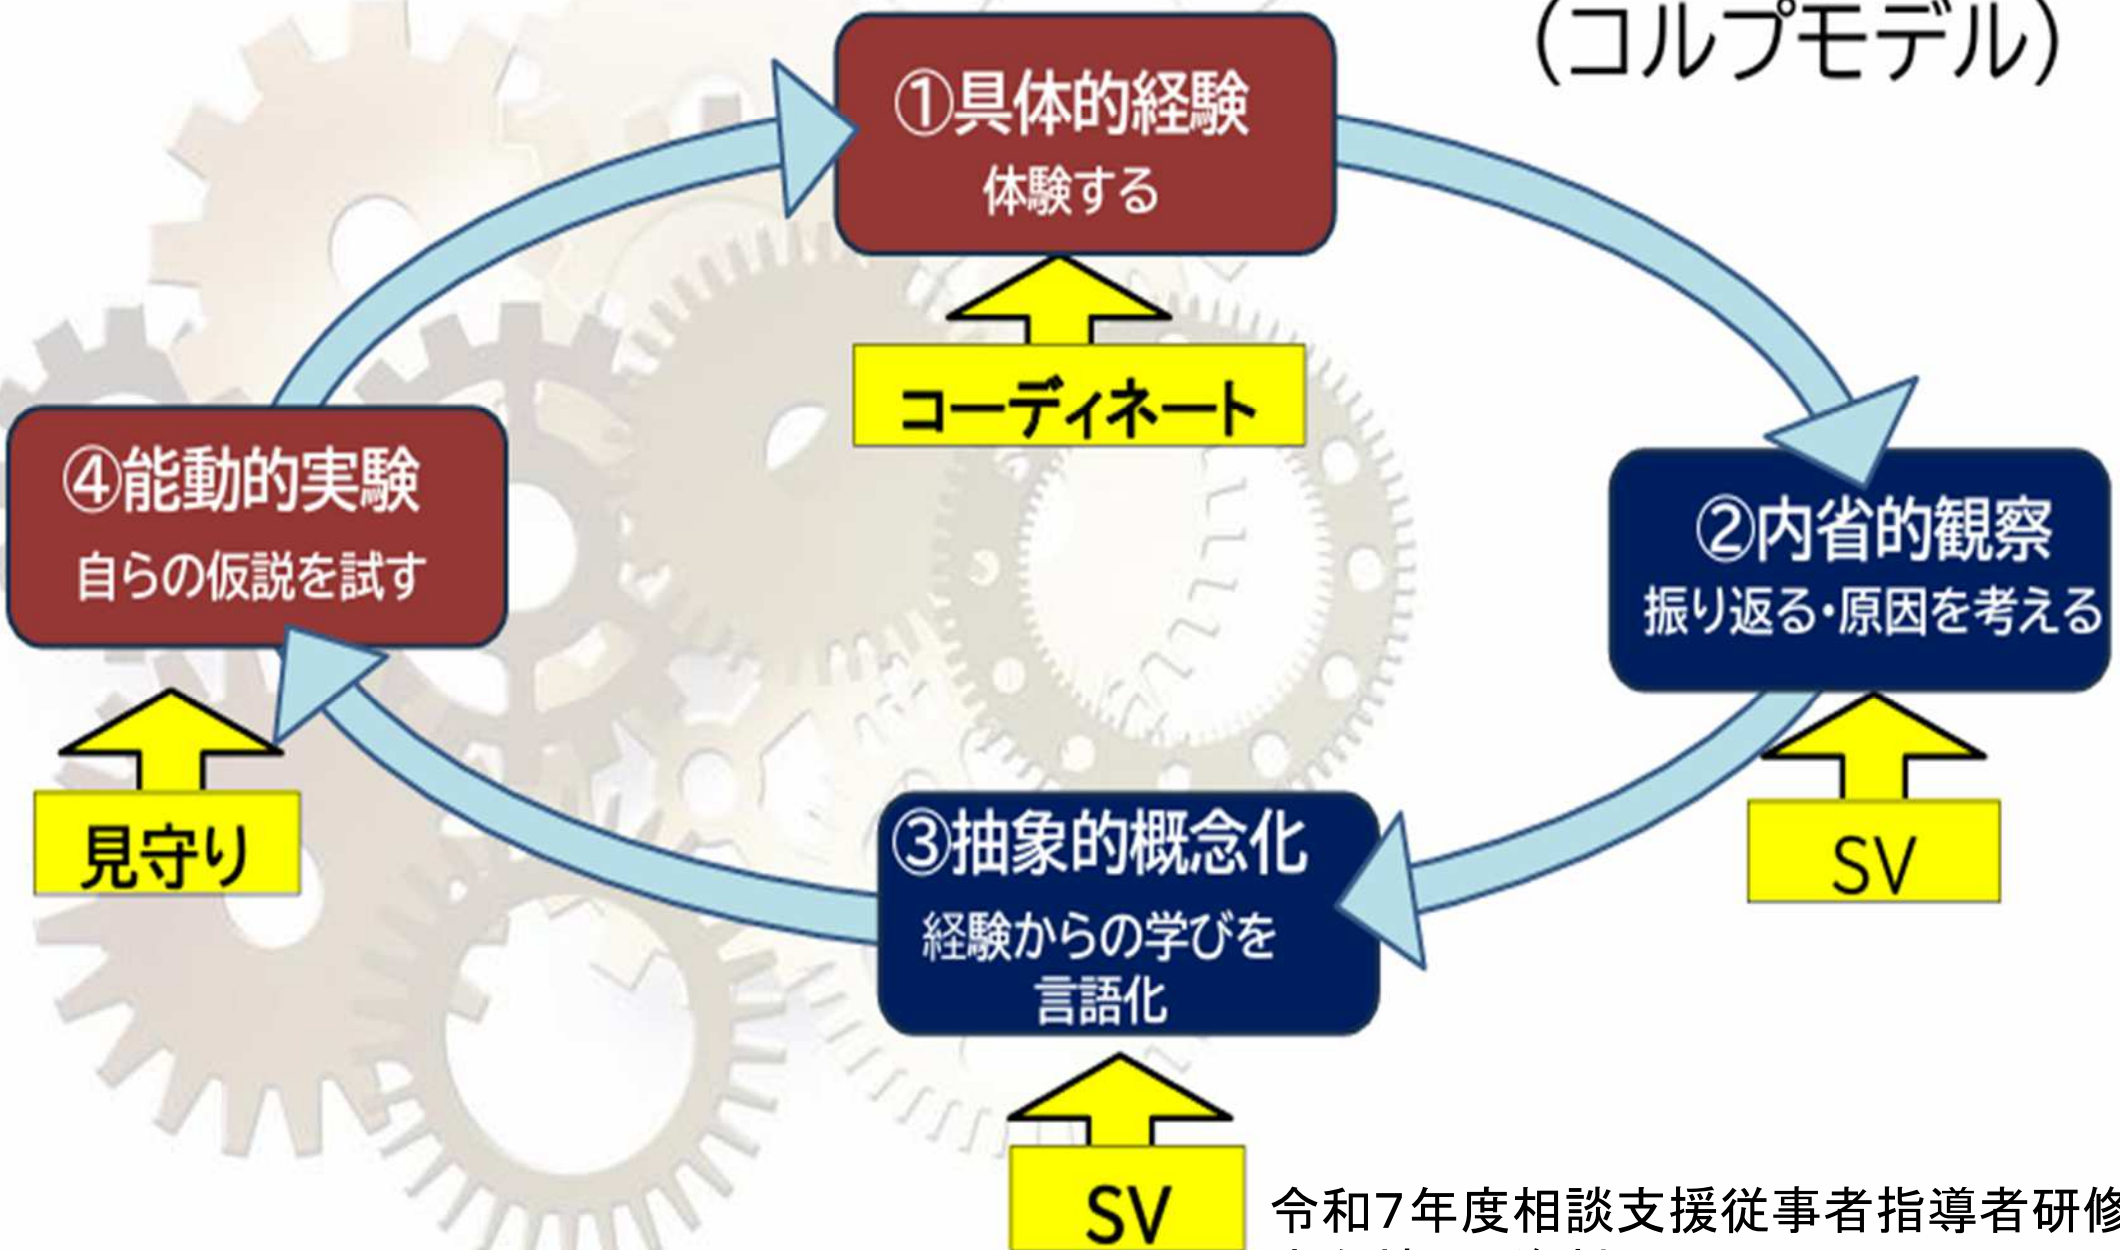 （コルブモデル）
①具体的経験
体験する
コーディネート
④能動的実験
自らの仮説を試す
②内省的観察
振り返る・原因を考える
見守り
SV
③抽象的概念化
経験からの学びを
言語化
SV
令和7年度相談支援従事者指導者研修